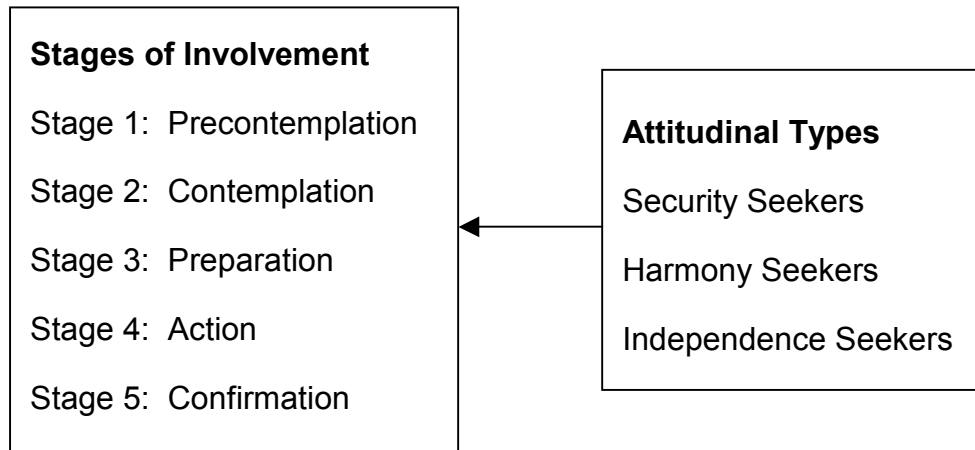 Stages of Involvement
Stage 1: Precontemplation
Stage 2: Contemplation
Stage 3: Preparation
Stage 4: Action
Stage 5: Confirmation
Attitudinal Types
Security Seekers
Harmony Seekers
Independence Seekers